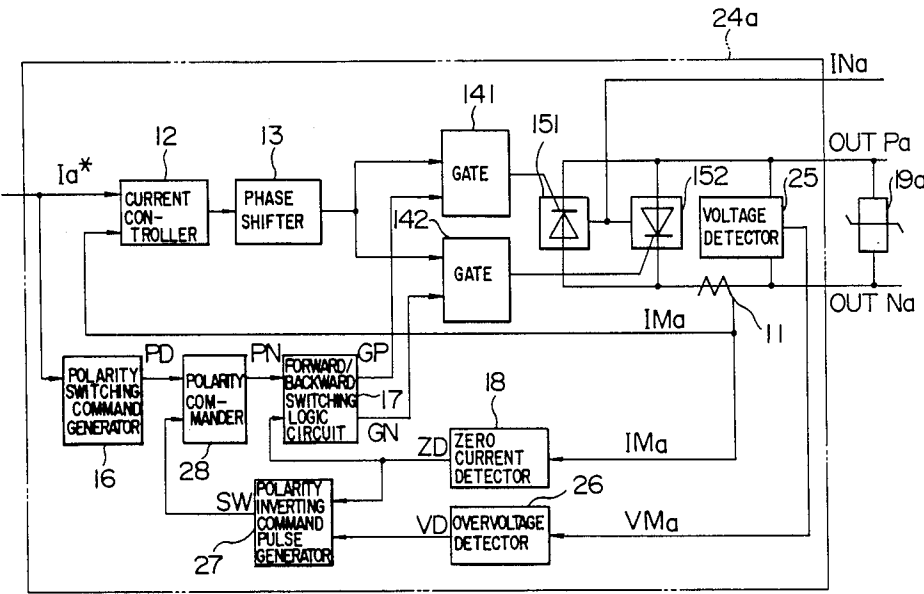 24a
INa
141
151
12
13
OUT Pa
Ia*
152
25
19a
GATE
CURRENT
CON-
TROLLER
PHASE
SHIFTER
VOLTAGE
DETECTOR
142
GATE
OUT Na
IMa
11
PD
PN
GP
FORWARD/
BACKWARD
SWITCHING
LOGIC
CIRCUIT
17
GN
POLARITY
SWITCHING
COMMAND
GENERATOR
POLARITY
COM-
MANDER
18
16
28
ZD
ZERO
CURRENT
DETECTOR
IMa
26
SW
POLARITY
INVERTING
COMMAND
PULSE
GENERATOR
27
VD
OVERVOLTAGE
DETECTOR
VMa